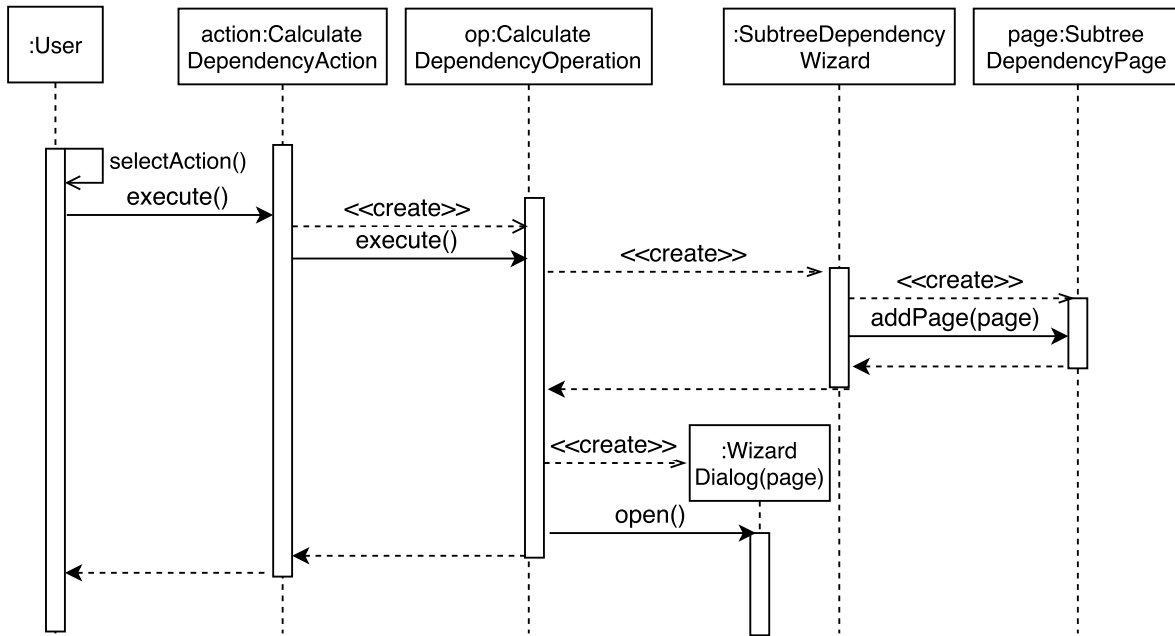 :User
action:Calculate
DependencyAction
op:Calculate
DependencyOperation
:SubtreeDependency
Wizard
page:Subtree
DependencyPage
selectAction()
execute()
<<create>>
execute()
<<create>>
<<create>>
addPage(page)
<<create>>
:Wizard
Dialog(page)
open()